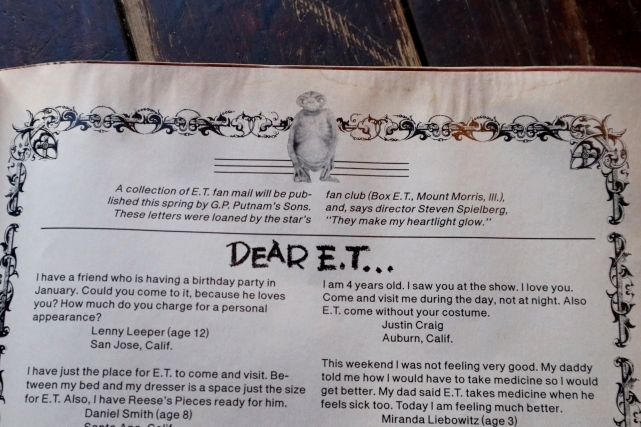 A collection of E.T. fan mail will be pub-
lished this spring by G.P. Putnam's Sons.
These letters were loaned by the star's
fan club (Box E.T., Mount Morris, Ill.),
and, says director Steven Spielberg,
"They make my heartlight glow."
DEAR E.T...
I have a friend who is having a birthday party in
January. Could you come to it, because he loves
you? How much do you charge for a personal
appearance?
Lenny Leeper (age 12)
San Jose, Calif.
I have just the place for E.T. to come and visit. Be-
tween my bed and my dresser is a space just the size
for E.T. Also, I have Reese's Pieces ready for him.
Daniel Smith (age 8)
Santa Ana, Calif.
I am 4 years old. I saw you at the show. I love you.
Come and visit me during the day, not at night. Also
E.T. come without your costume.
Justin Craig
Auburn, Calif.
This weekend I was not feeling very good. My daddy
told me how I would have to take medicine so I would
get better. My dad said E.T. takes medicine when he
feels sick too. Today I am feeling much better.
Miranda Liebowitz (age 3)